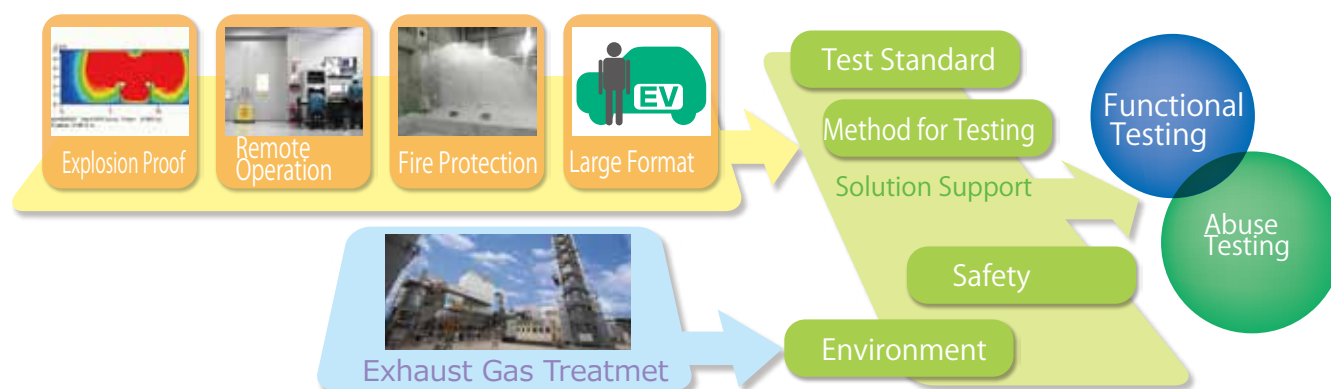 Explosion Proof
Remote
Operation
Fire Protection
EV
Large Format
Test Standard
Method for Testing
Solution Support
Safety
Environment
Functional
Testing
Abuse
Testing
Exhaust Gas Treatmet